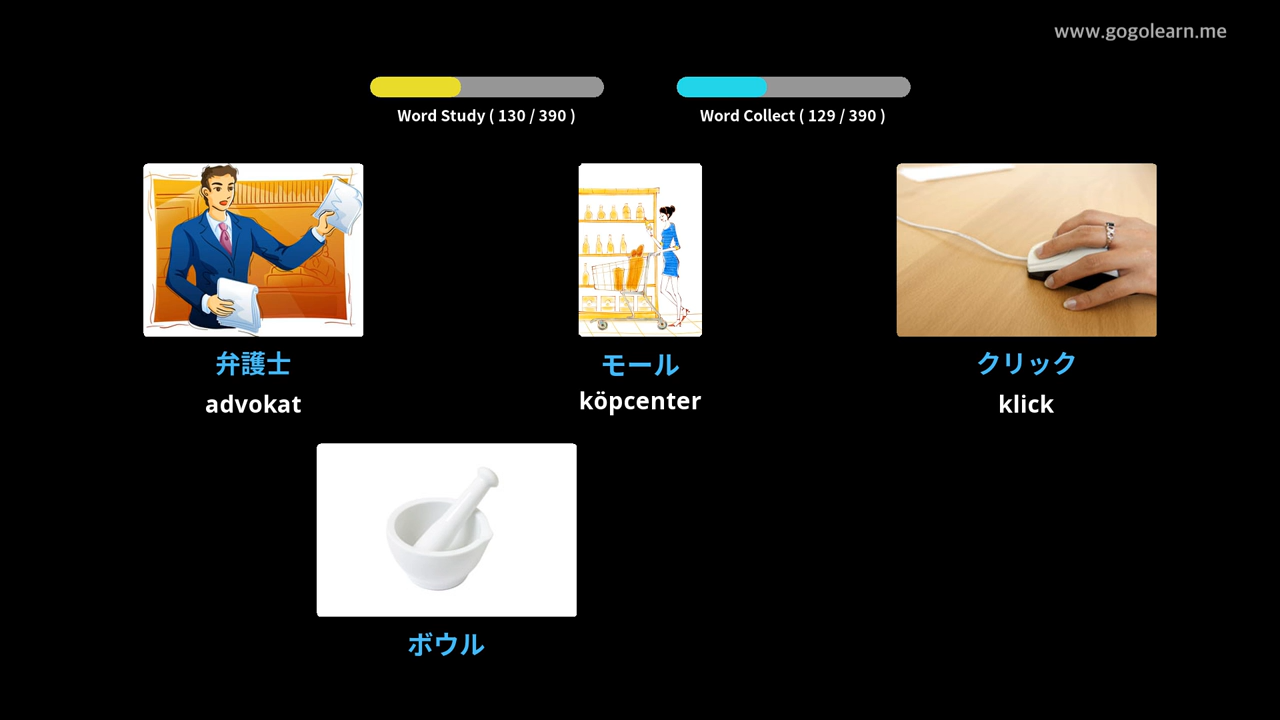 www.gogolearn.me
Word Study ( 130 / 390 )
Word Collect ( 129 / 390 )
弁護士
モール
クリック
advokat
köpcenter
klick
ボウル